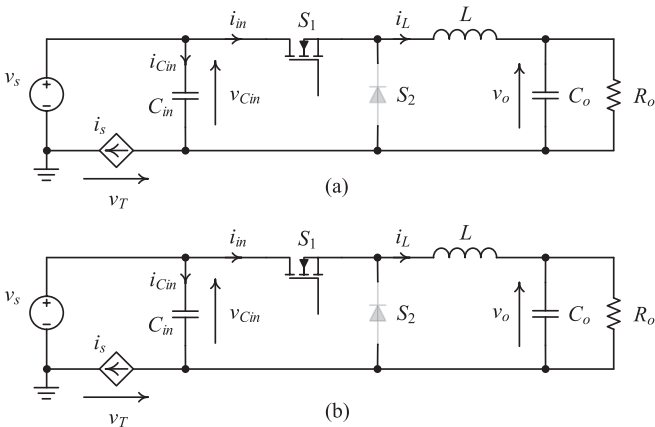 i_in S_1 i_L L
v_s i_Cin C_in v_Cin S_2 v_o C_o R_o
i_s
v_T
(a)
i_in S_1 i_L L
v_s i_Cin C_in v_Cin S_2 v_o C_o R_o
i_s
v_T
(b)